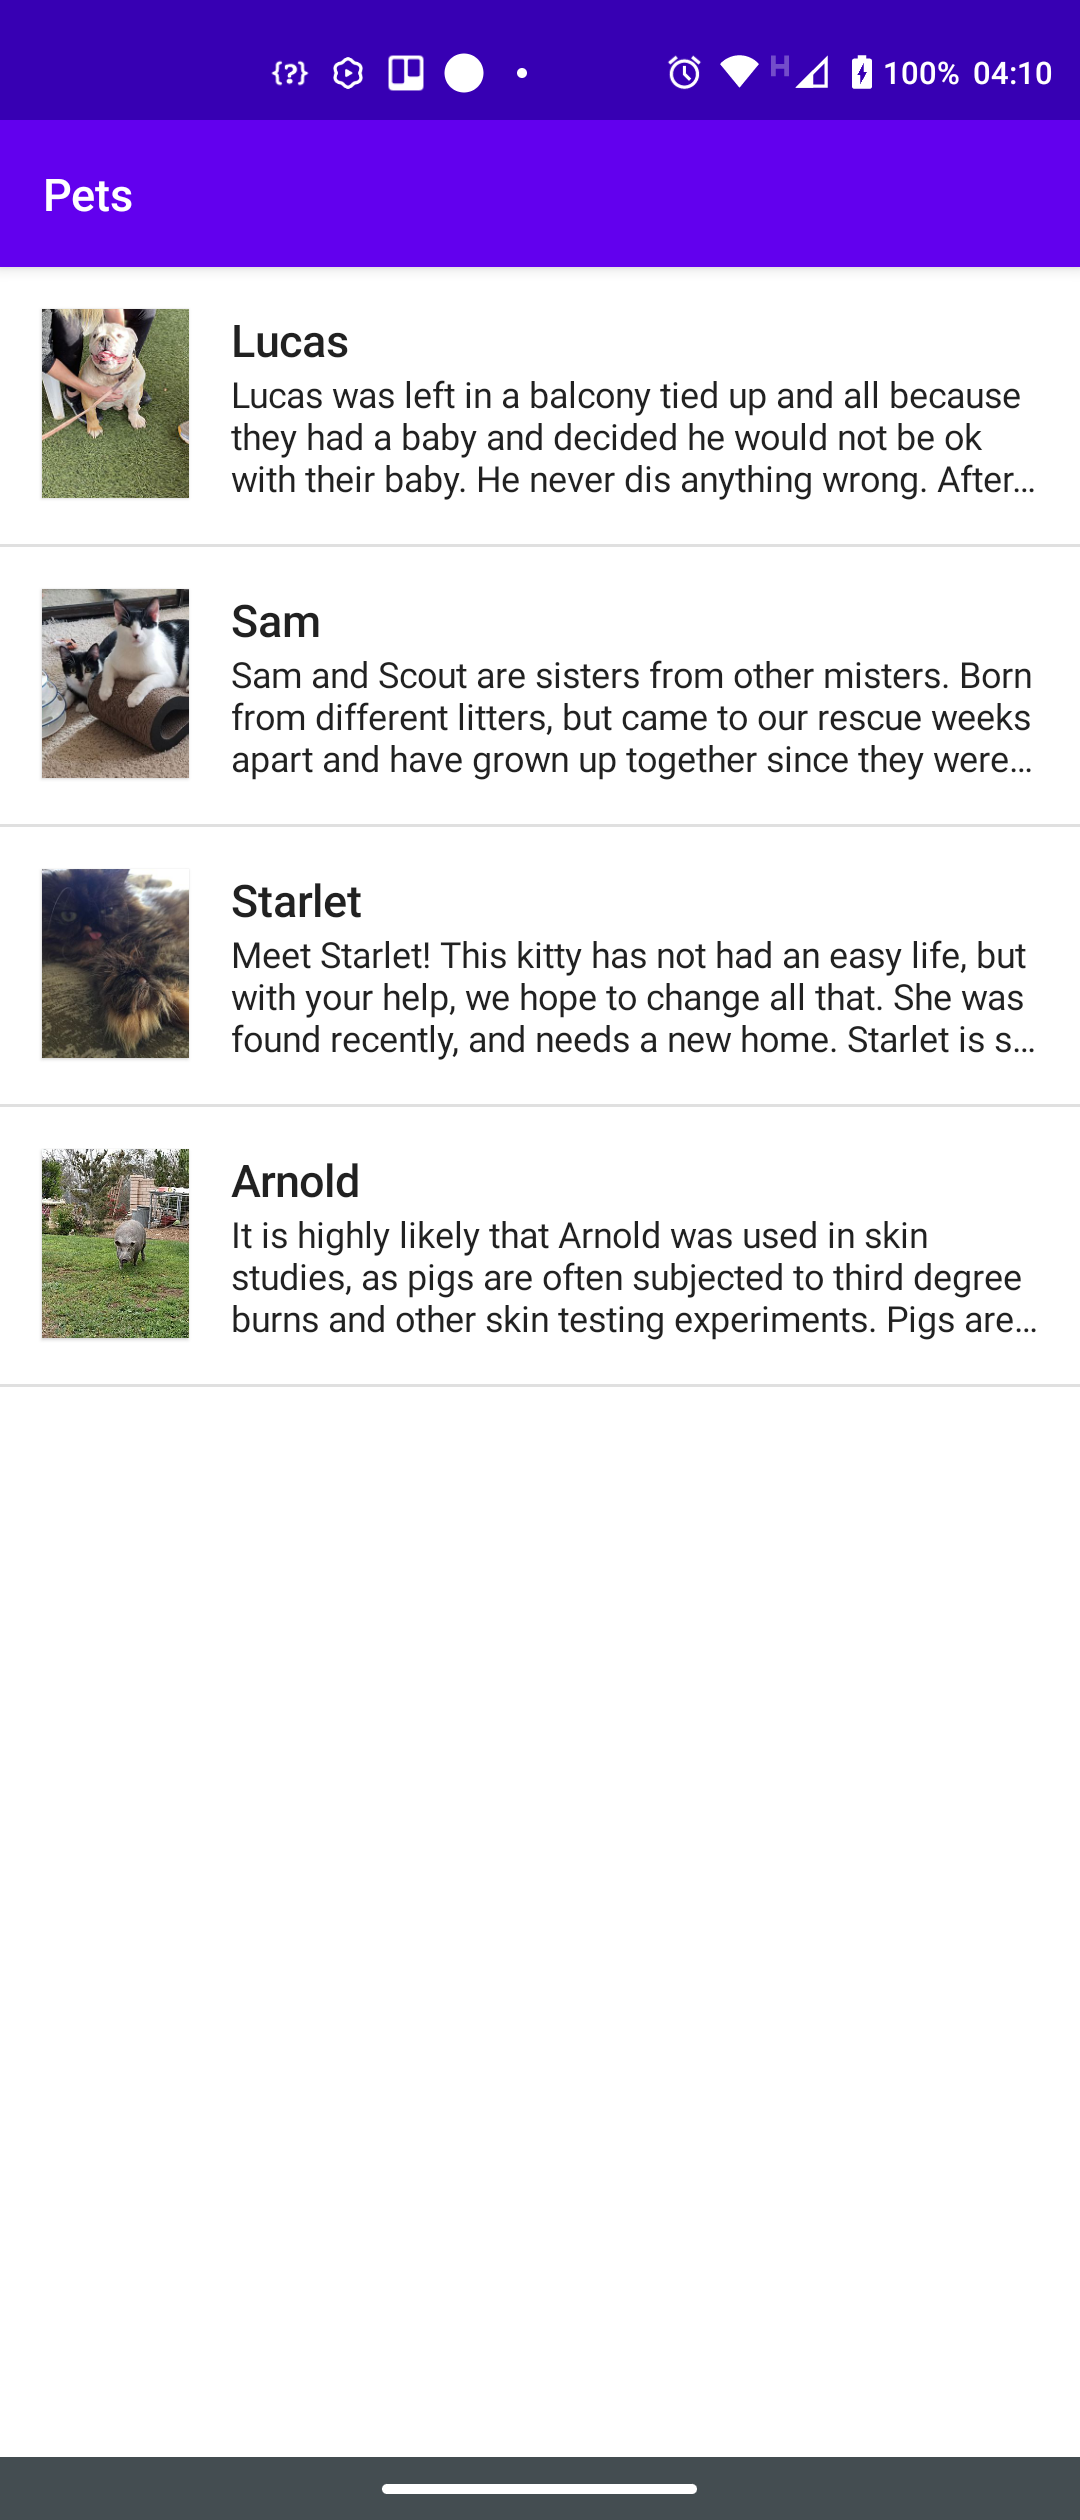 {?} H 100% 04:10
Pets
Lucas
Lucas was left in a balcony tied up and all because
they had a baby and decided he would not be ok
with their baby. He never dis anything wrong. After...
Sam
Sam and Scout are sisters from other misters. Born
from different litters, but came to our rescue weeks
apart and have grown up together since they were...
Starlet
Meet Starlet! This kitty has not had an easy life, but
with your help, we hope to change all that. She was
found recently, and needs a new home. Starlet is s...
Arnold
It is highly likely that Arnold was used in skin
studies, as pigs are often subjected to third degree
burns and other skin testing experiments. Pigs are...